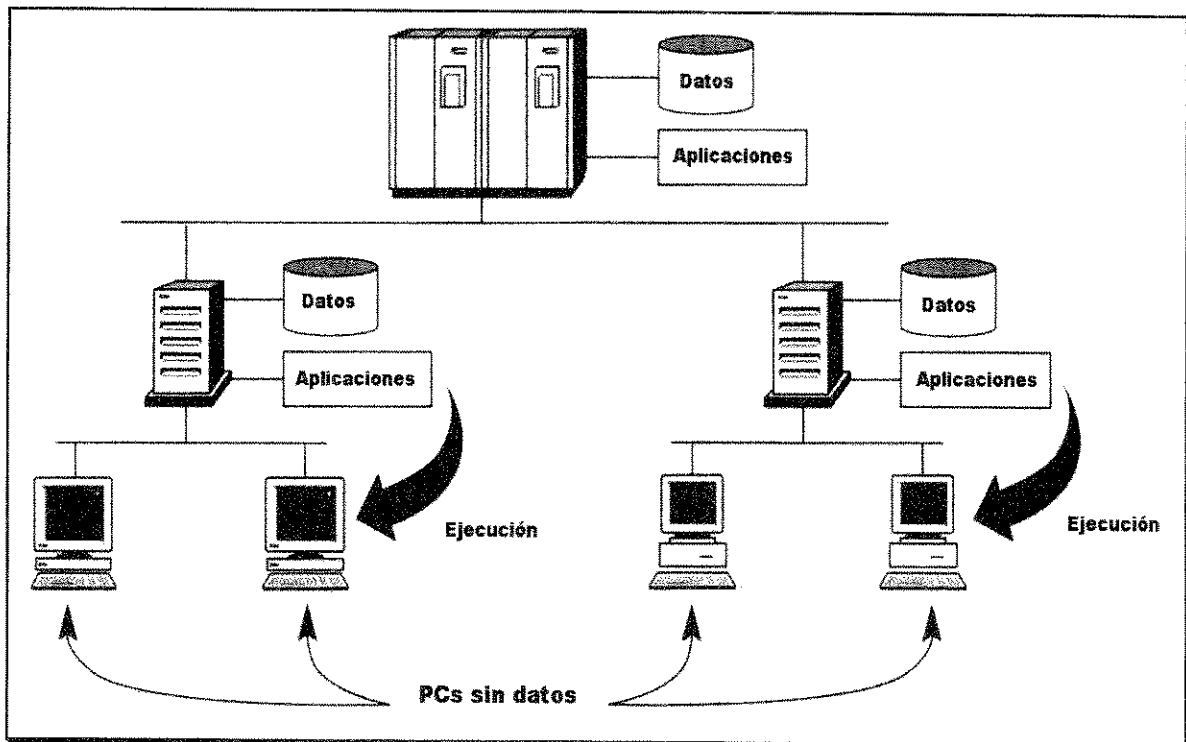 Datos
Aplicaciones
Datos
Datos
Aplicaciones
Aplicaciones
Ejecución
Ejecución
PCs sin datos